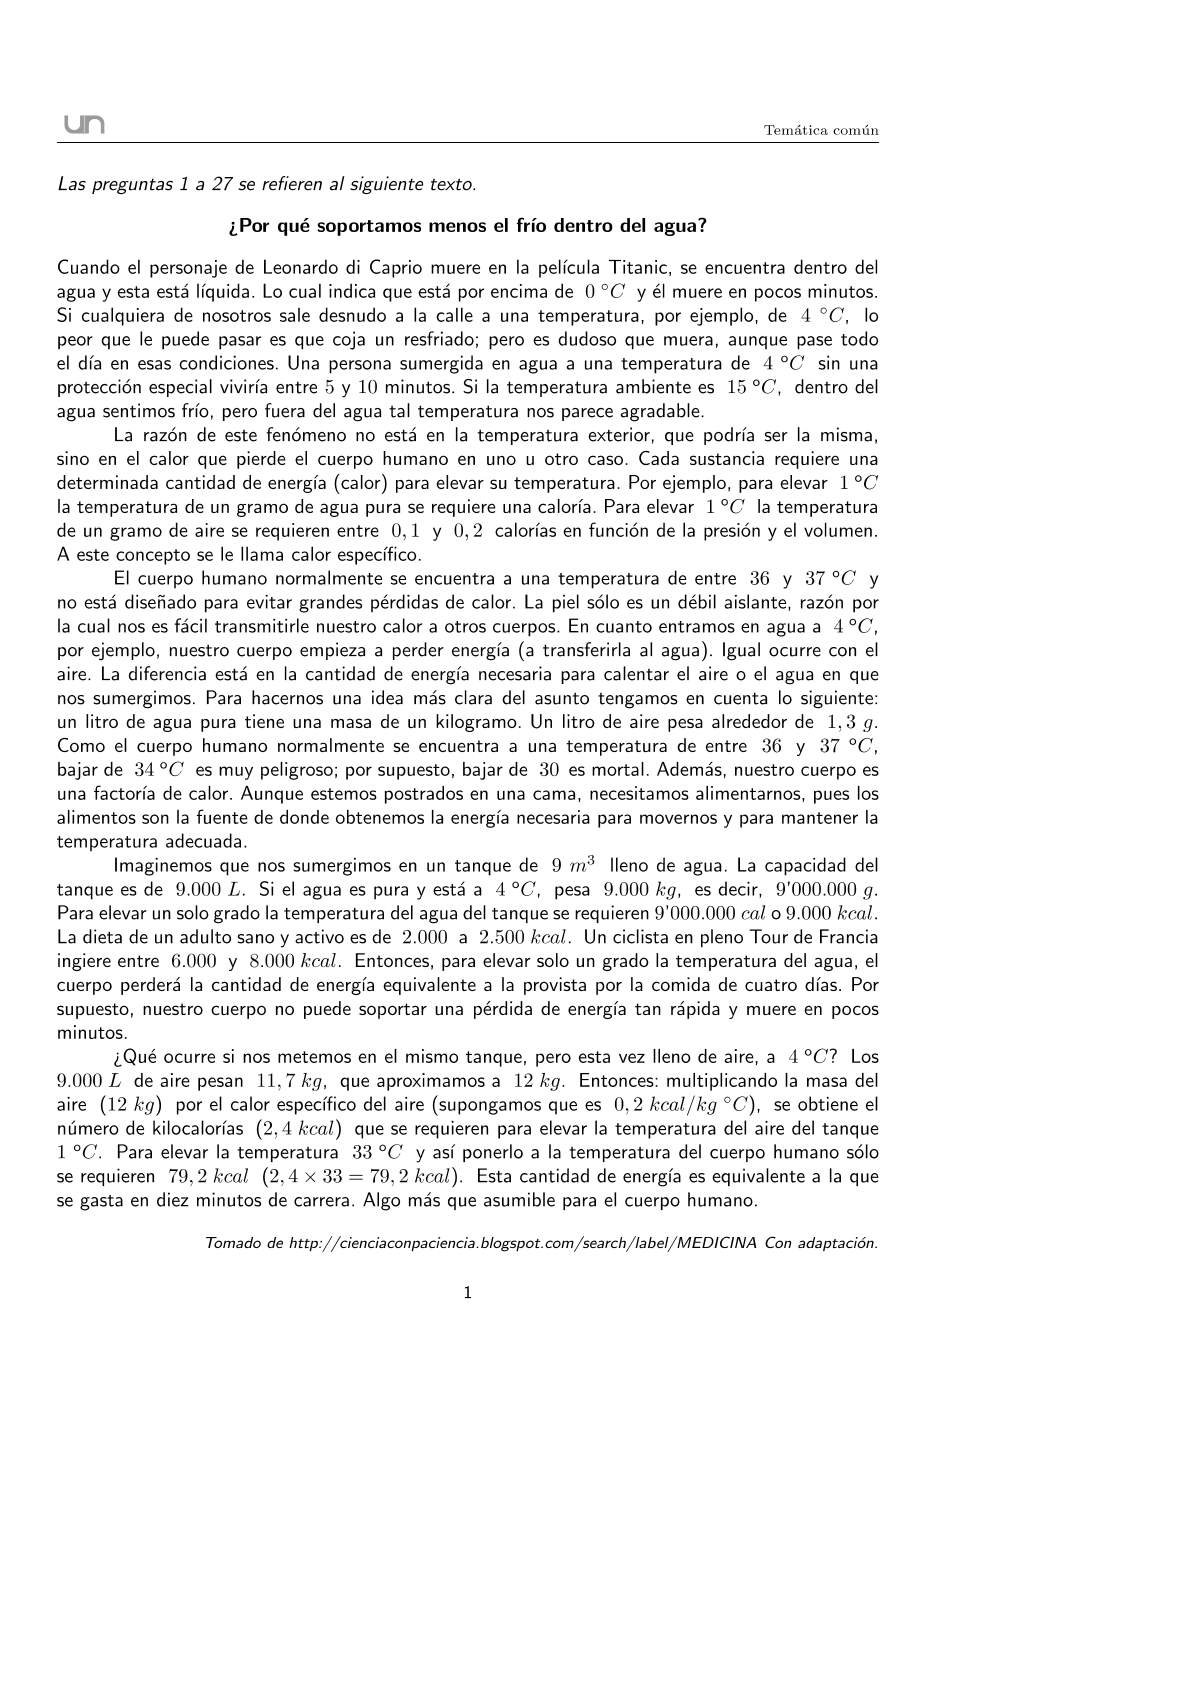 un
Temática común
Las preguntas 1 a 27 se refieren al siguiente texto.
¿Por qué soportamos menos el frío dentro del agua?
Cuando el personaje de Leonardo di Caprio muere en la película Titanic, se encuentra dentro del
agua y esta está líquida. Lo cual indica que está por encima de 0 °C y él muere en pocos minutos.
Si cualquiera de nosotros sale desnudo a la calle a una temperatura, por ejemplo, de 4 °C, lo
peor que le puede pasar es que coja un resfriado; pero es dudoso que muera, aunque pase todo
el día en esas condiciones. Una persona sumergida en agua a una temperatura de 4 ºC sin una
protección especial viviría entre 5 y 10 minutos. Si la temperatura ambiente es 15 ºC, dentro del
agua sentimos frío, pero fuera del agua tal temperatura nos parece agradable.
La razón de este fenómeno no está en la temperatura exterior, que podría ser la misma,
sino en el calor que pierde el cuerpo humano en uno u otro caso. Cada sustancia requiere una
determinada cantidad de energía (calor) para elevar su temperatura. Por ejemplo, para elevar 1 ºC
la temperatura de un gramo de agua pura se requiere una caloría. Para elevar 1 ºC la temperatura
de un gramo de aire se requieren entre 0, 1 y 0, 2 calorías en función de la presión y el volumen.
A este concepto se le llama calor específico.
El cuerpo humano normalmente se encuentra a una temperatura de entre 36 y 37 ºC y
no está diseñado para evitar grandes pérdidas de calor. La piel sólo es un débil aislante, razón por
la cual nos es fácil transmitirle nuestro calor a otros cuerpos. En cuanto entramos en agua a 4 ºC,
por ejemplo, nuestro cuerpo empieza a perder energía (a transferirla al agua). Igual ocurre con el
aire. La diferencia está en la cantidad de energía necesaria para calentar el aire o el agua en que
nos sumergimos. Para hacernos una idea más clara del asunto tengamos en cuenta lo siguiente:
un litro de agua pura tiene una masa de un kilogramo. Un litro de aire pesa alrededor de 1, 3 g.
Como el cuerpo humano normalmente se encuentra a una temperatura de entre 36 y 37 ºC,
bajar de 34 ºC es muy peligroso; por supuesto, bajar de 30 es mortal. Además, nuestro cuerpo es
una factoría de calor. Aunque estemos postrados en una cama, necesitamos alimentarnos, pues los
alimentos son la fuente de donde obtenemos la energía necesaria para movernos y para mantener la
temperatura adecuada.
Imaginemos que nos sumergimos en un tanque de 9 m³ lleno de agua. La capacidad del
tanque es de 9.000 L. Si el agua es pura y está a 4 ºC, pesa 9.000 kg, es decir, 9'000.000 g.
Para elevar un solo grado la temperatura del agua del tanque se requieren 9'000.000 cal o 9.000 kcal.
La dieta de un adulto sano y activo es de 2.000 a 2.500 kcal. Un ciclista en pleno Tour de Francia
ingiere entre 6.000 y 8.000 kcal. Entonces, para elevar solo un grado la temperatura del agua, el
cuerpo perderá la cantidad de energía equivalente a la provista por la comida de cuatro días. Por
supuesto, nuestro cuerpo no puede soportar una pérdida de energía tan rápida y muere en pocos
minutos.
¿Qué ocurre si nos metemos en el mismo tanque, pero esta vez lleno de aire, a 4 ºC? Los
9.000 L de aire pesan 11, 7 kg, que aproximamos a 12 kg. Entonces: multiplicando la masa del
aire (12 kg) por el calor específico del aire (supongamos que es 0, 2 kcal/kg °C), se obtiene el
número de kilocalorías (2, 4 kcal) que se requieren para elevar la temperatura del aire del tanque
1 ºC. Para elevar la temperatura 33 ºC y así ponerlo a la temperatura del cuerpo humano sólo
se requieren 79, 2 kcal (2, 4 × 33 = 79, 2 kcal). Esta cantidad de energía es equivalente a la que
se gasta en diez minutos de carrera. Algo más que asumible para el cuerpo humano.
Tomado de http://cienciaconpaciencia.blogspot.com/search/label/MEDICINA Con adaptación.
1